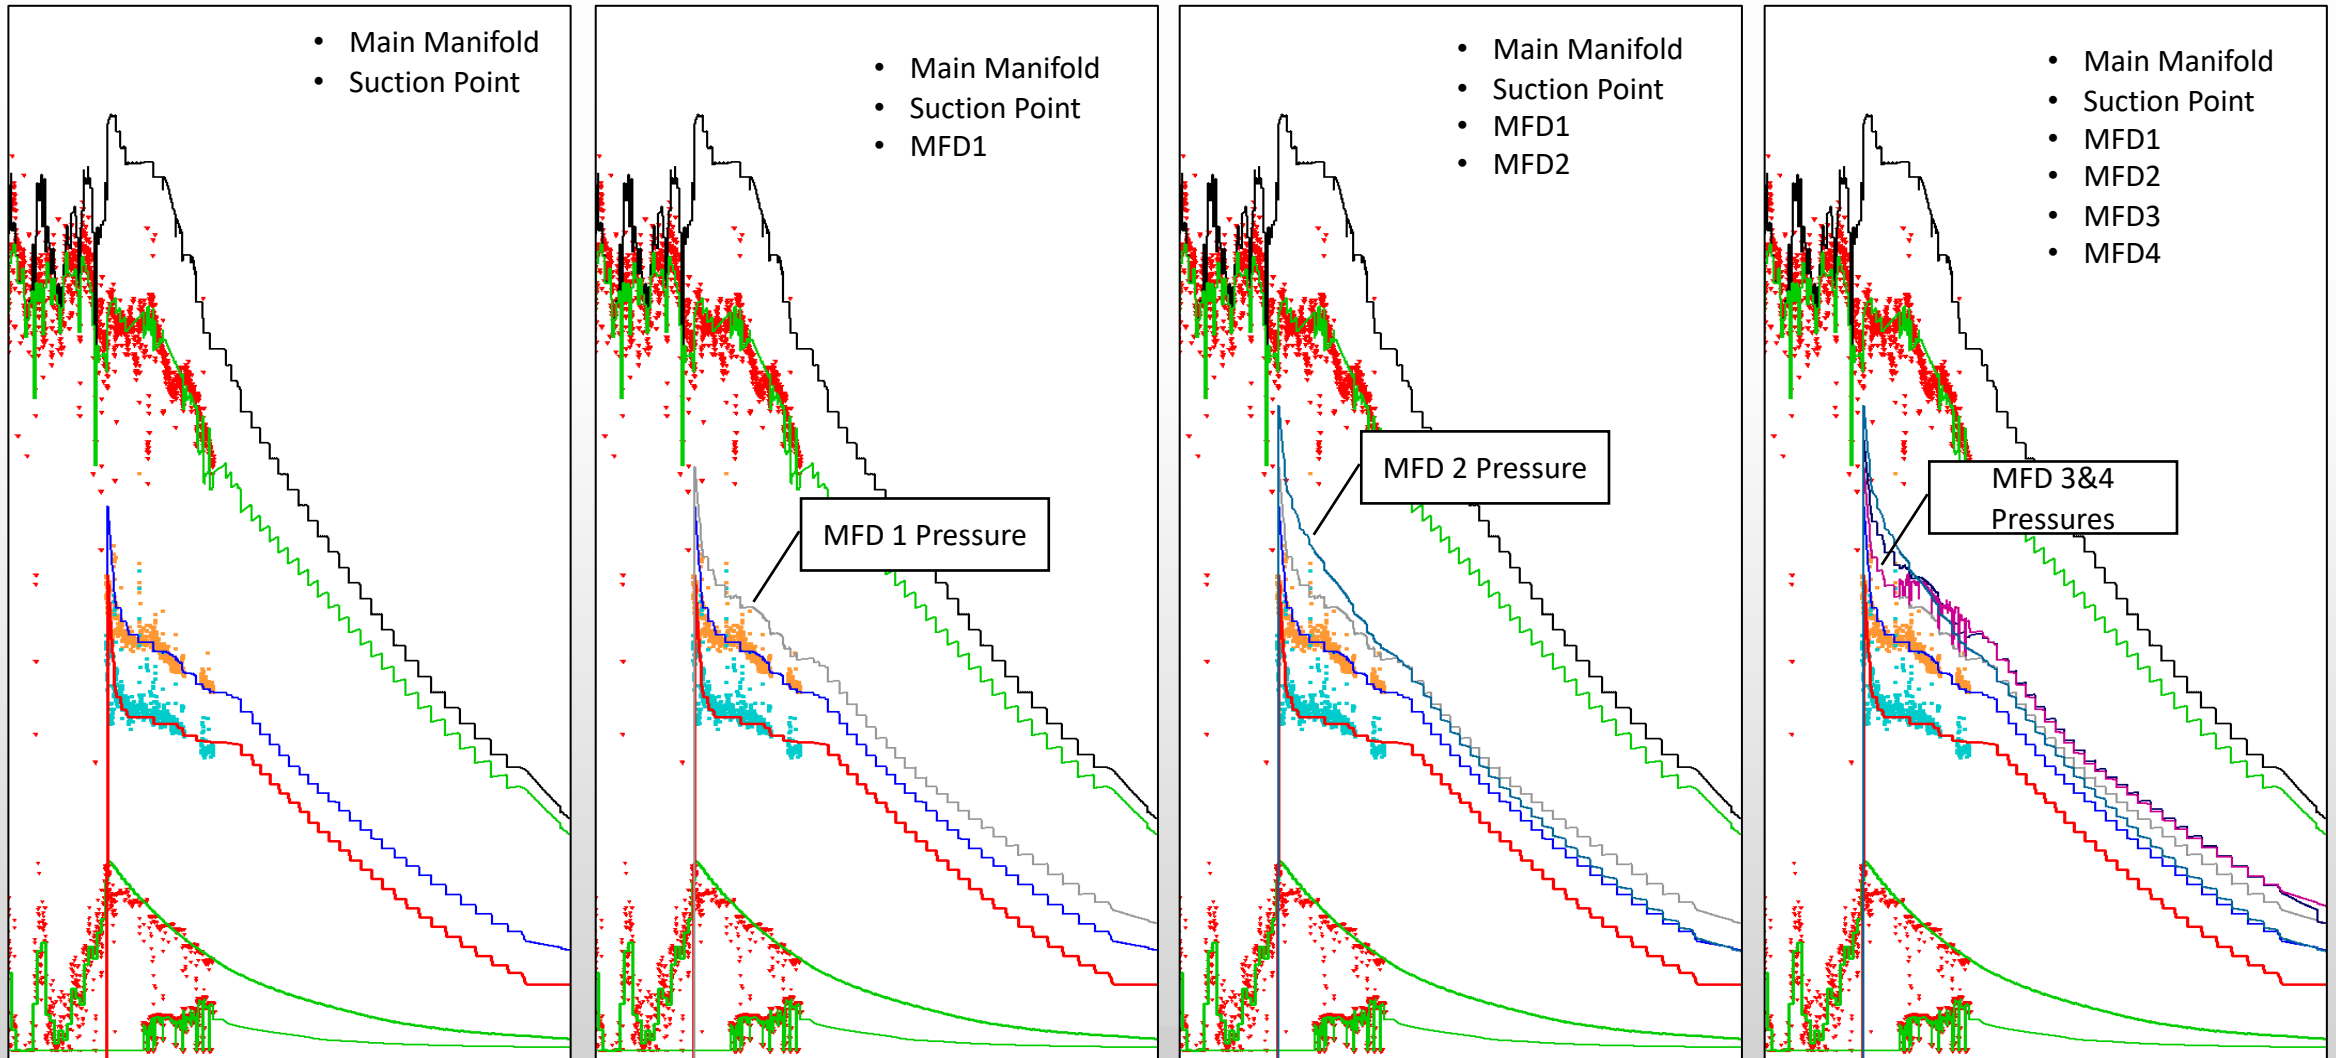 • Main Manifold
• Suction Point
• Main Manifold
• Suction Point
• MFD1
MFD 1 Pressure
• Main Manifold
• Suction Point
• MFD1
• MFD2
MFD 2 Pressure
• Main Manifold
• Suction Point
• MFD1
• MFD2
• MFD3
• MFD4
MFD 3&4
Pressures